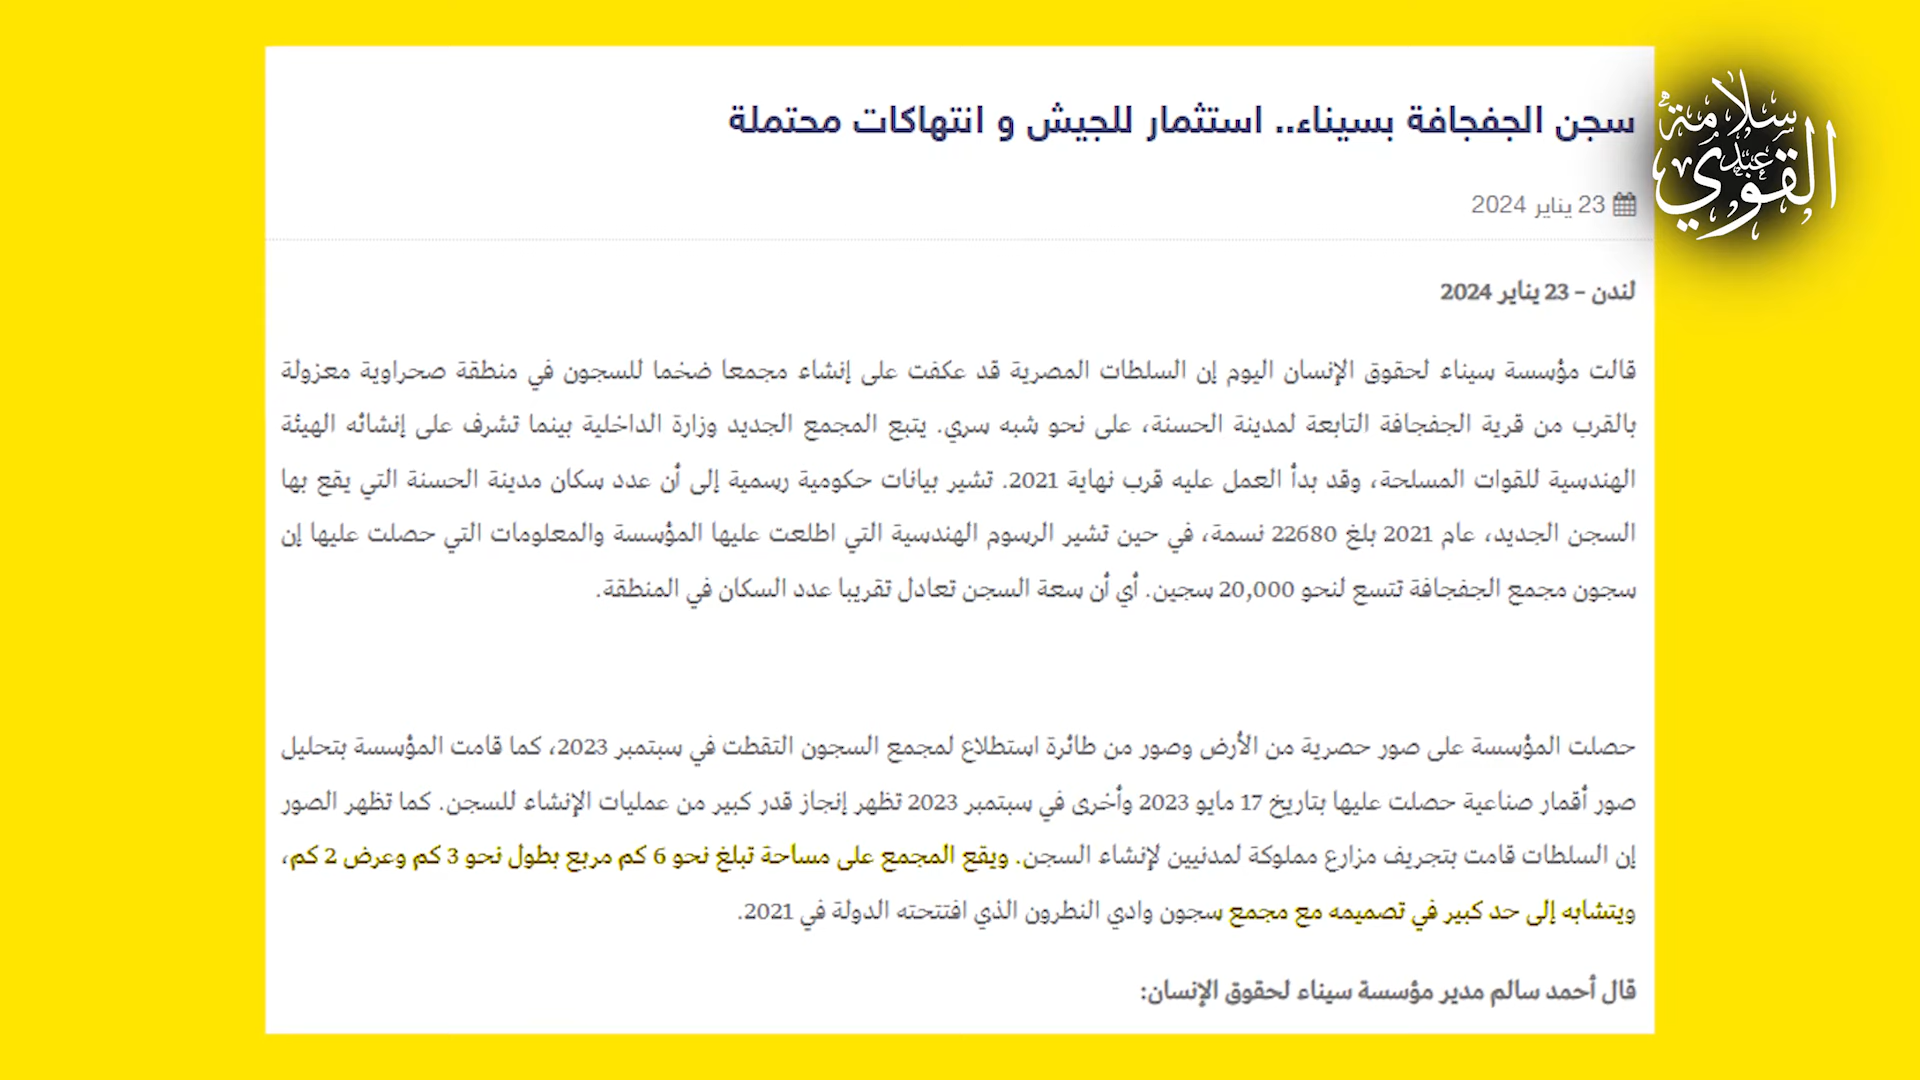 سجن الجفجافة بسيناء.. استثمار للجيش و انتهاكات محتملة
سلامة
عبد
القوي
23 يناير 2024
لندن – 23 يناير 2024
قالت مؤسسة سيناء لحقوق الإنسان اليوم إن السلطات المصرية قد عكفت على إنشاء مجمعا ضخما للسجون في منطقة صحراوية معزولة
بالقرب من قرية الجفجافة التابعة لمدينة الحسنة، على نحو شبه سري. يتبع المجمع الجديد وزارة الداخلية بينما تشرف على إنشائه الهيئة
الهندسية للقوات المسلحة، وقد بدأ العمل عليه قرب نهاية 2021. تشير بيانات حكومية رسمية إلى أن عدد سكان مدينة الحسنة التي يقع بها
السجن الجديد، عام 2021 بلغ 22680 نسمة، في حين تشير الرسوم الهندسية التي اطلعت عليها المؤسسة والمعلومات التي حصلت عليها إن
سجون مجمع الجفجافة تتسع لنحو 20,000 سجين. أي أن سعة السجن تعادل تقريبا عدد السكان في المنطقة.
حصلت المؤسسة على صور حصرية من الأرض وصور من طائرة استطلاع لمجمع السجون التقطت في سبتمبر 2023، كما قامت المؤسسة بتحليل
صور أقمار صناعية حصلت عليها بتاريخ 17 مايو 2023 وأخرى في سبتمبر 2023 تظهر إنجاز قدر كبير من عمليات الإنشاء للسجن. كما تظهر الصور
إن السلطات قامت بتجريف مزارع مملوكة لمدنيين لإنشاء السجن. ويقع المجمع على مساحة تبلغ نحو 6 كم مربع بطول نحو 3 كم وعرض 2 كم،
ويتشابه إلى حد كبير في تصميمه مع مجمع سجون وادي النطرون الذي افتتحته الدولة في 2021.
قال أحمد سالم مدير مؤسسة سيناء لحقوق الإنسان: